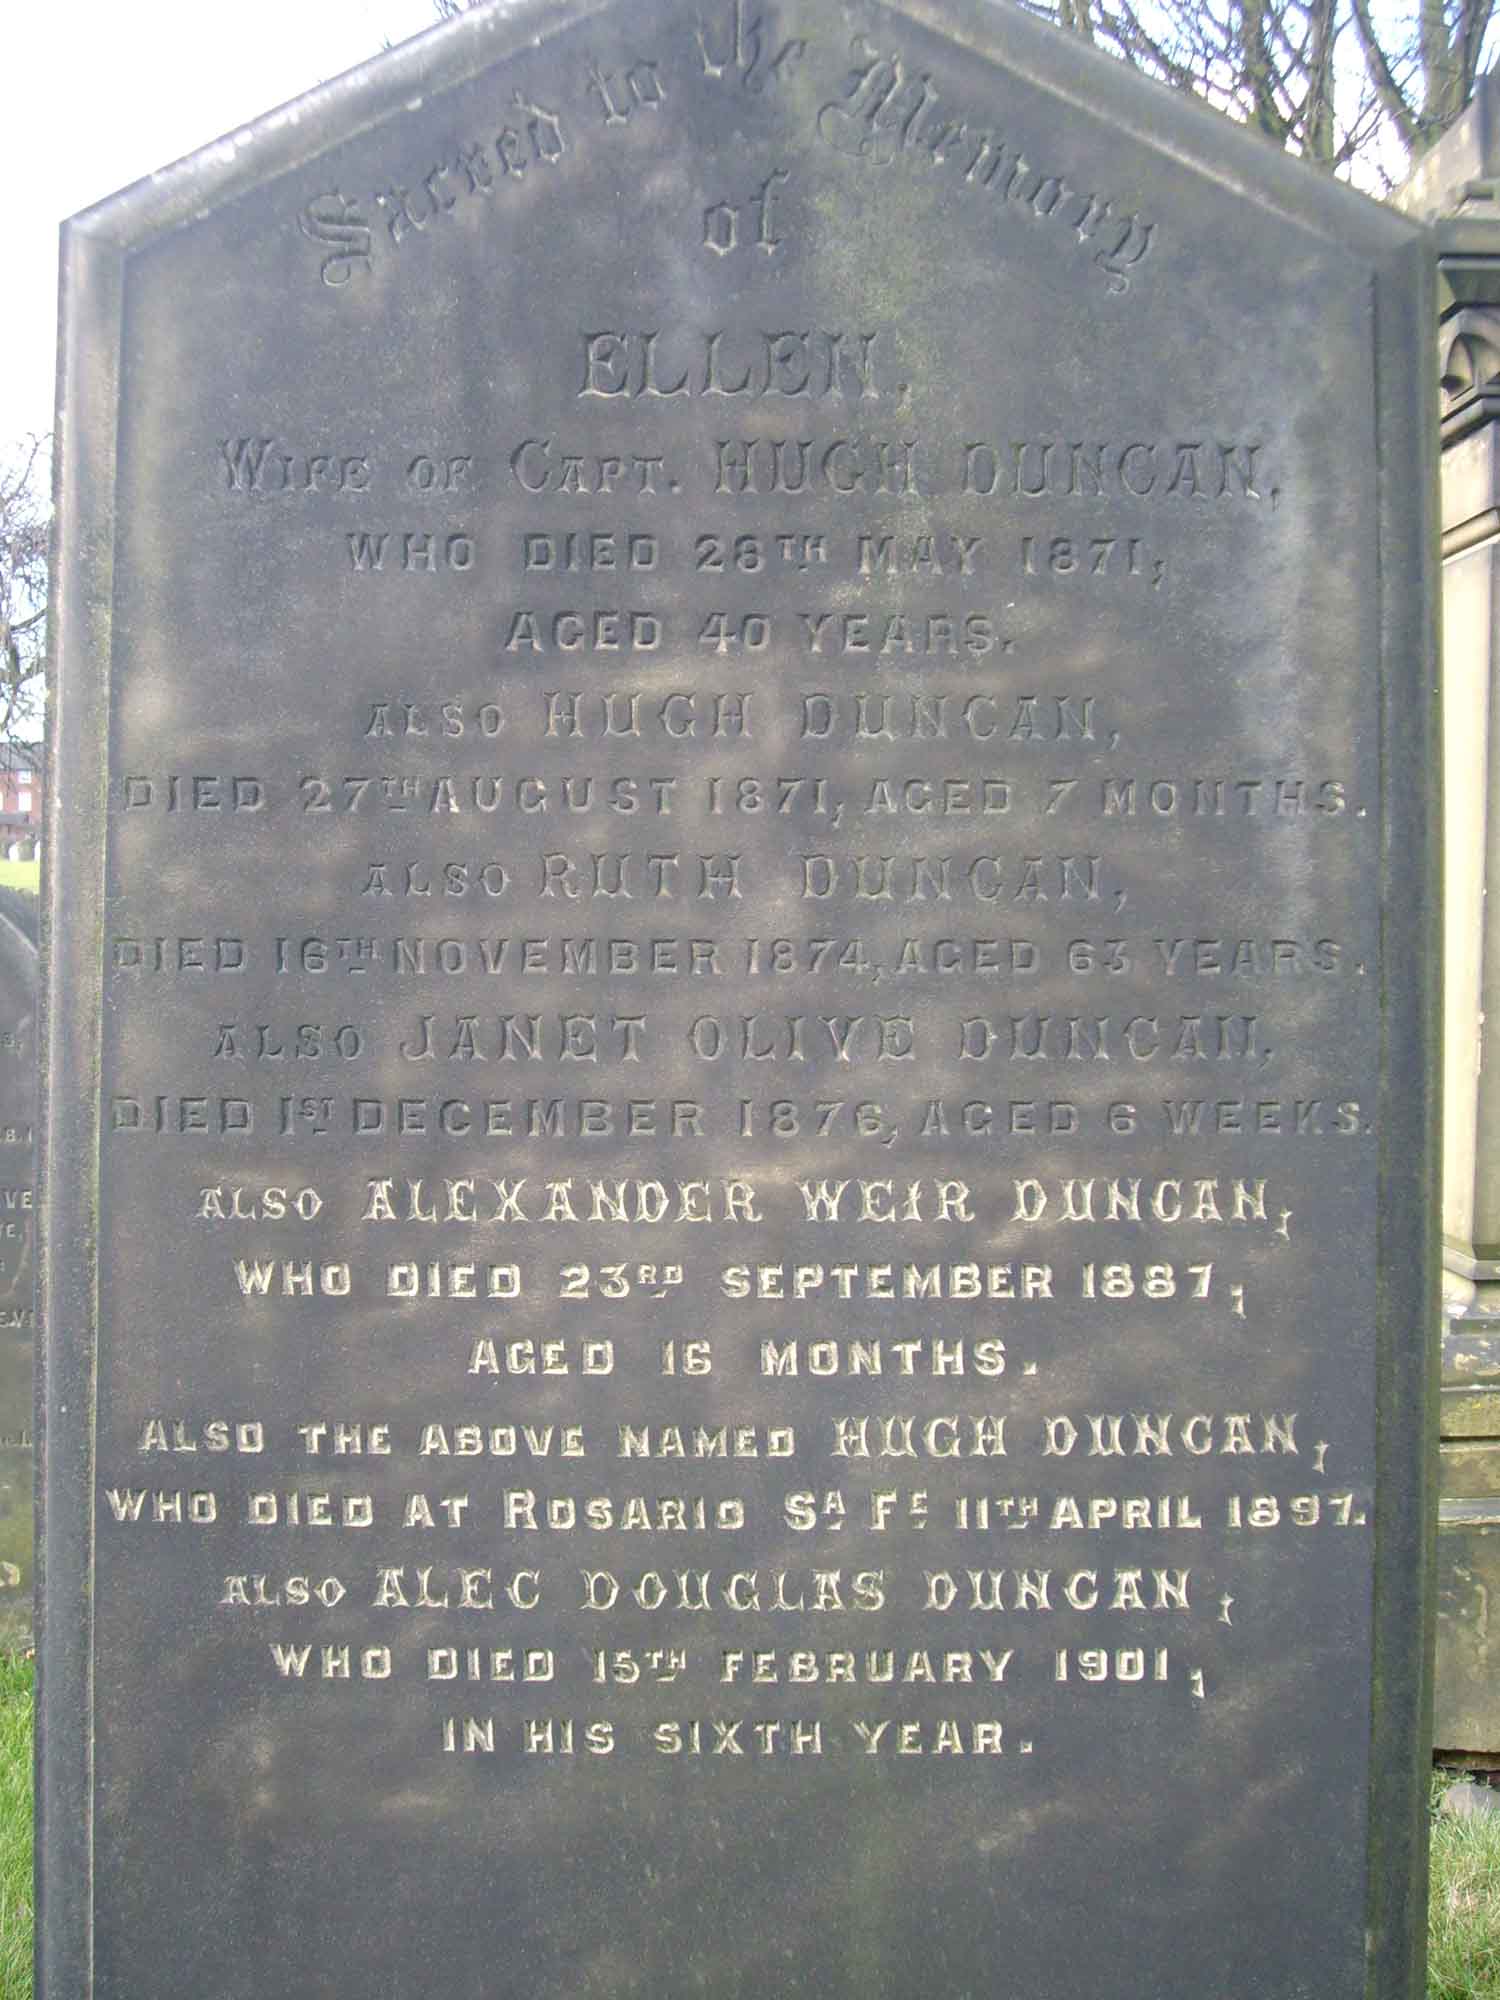 Sacred to the Memory
of
ELLEN.
WIFE OF CAPT. HUGH DUNCAN,
WHO DIED 28TH MAY 1871,
AGED 40 YEARS.
ALSO HUGH DUNCAN,
DIED 27TH AUGUST 1871, AGED 7 MONTHS.
ALSO RUTH DUNCAN,
DIED 16TH NOVEMBER 1874, AGED 63 YEARS.
ALSO JANET OLIVE DUNCAN,
DIED 1ST DECEMBER 1876, AGED 6 WEEKS.
ALSO ALEXANDER WEIR DUNCAN,
WHO DIED 23RD SEPTEMBER 1887,
AGED 16 MONTHS.
ALSO THE ABOVE NAMED HUGH DUNCAN,
WHO DIED AT ROSARIO SA FE 11TH APRIL 1897.
ALSO ALEC DOUGLAS DUNCAN,
WHO DIED 15TH FEBRUARY 1901,
IN HIS SIXTH YEAR.